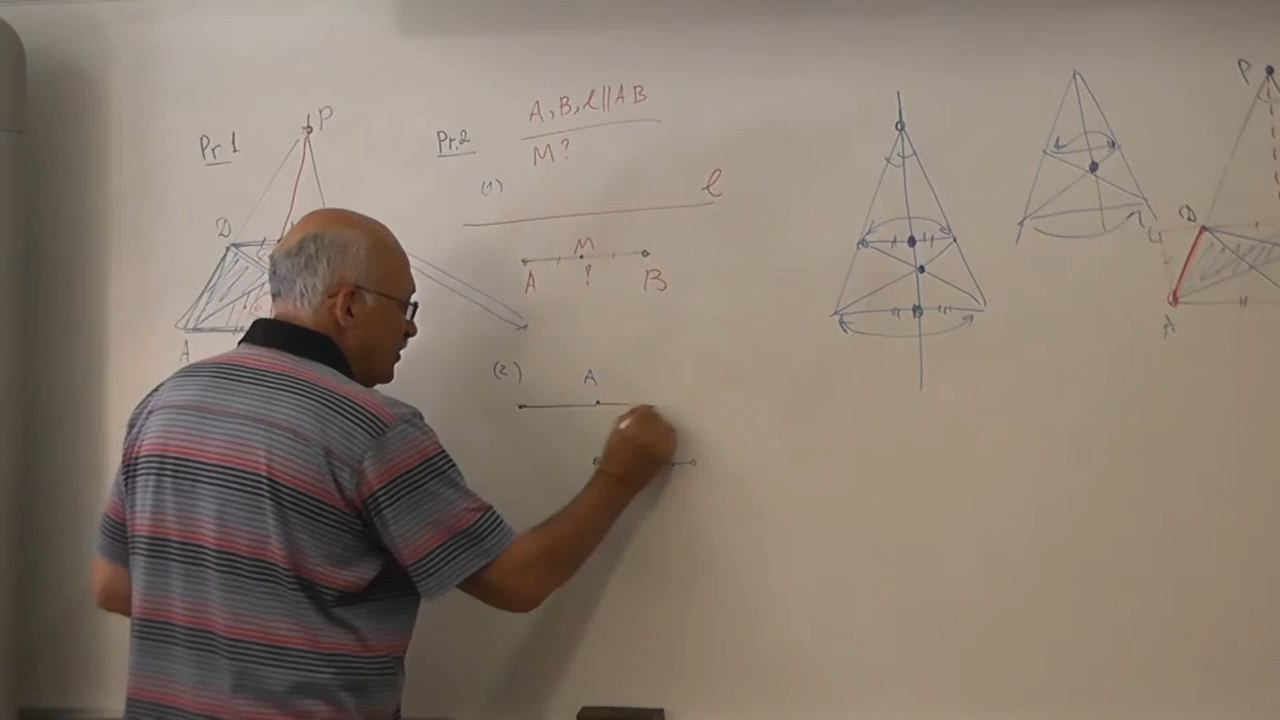 Pr 1
P
D
A
Pr.2
A, B, ℓ ∥ AB
M?
(1)
ℓ
M
A ? B
(2)
A
P
D
A